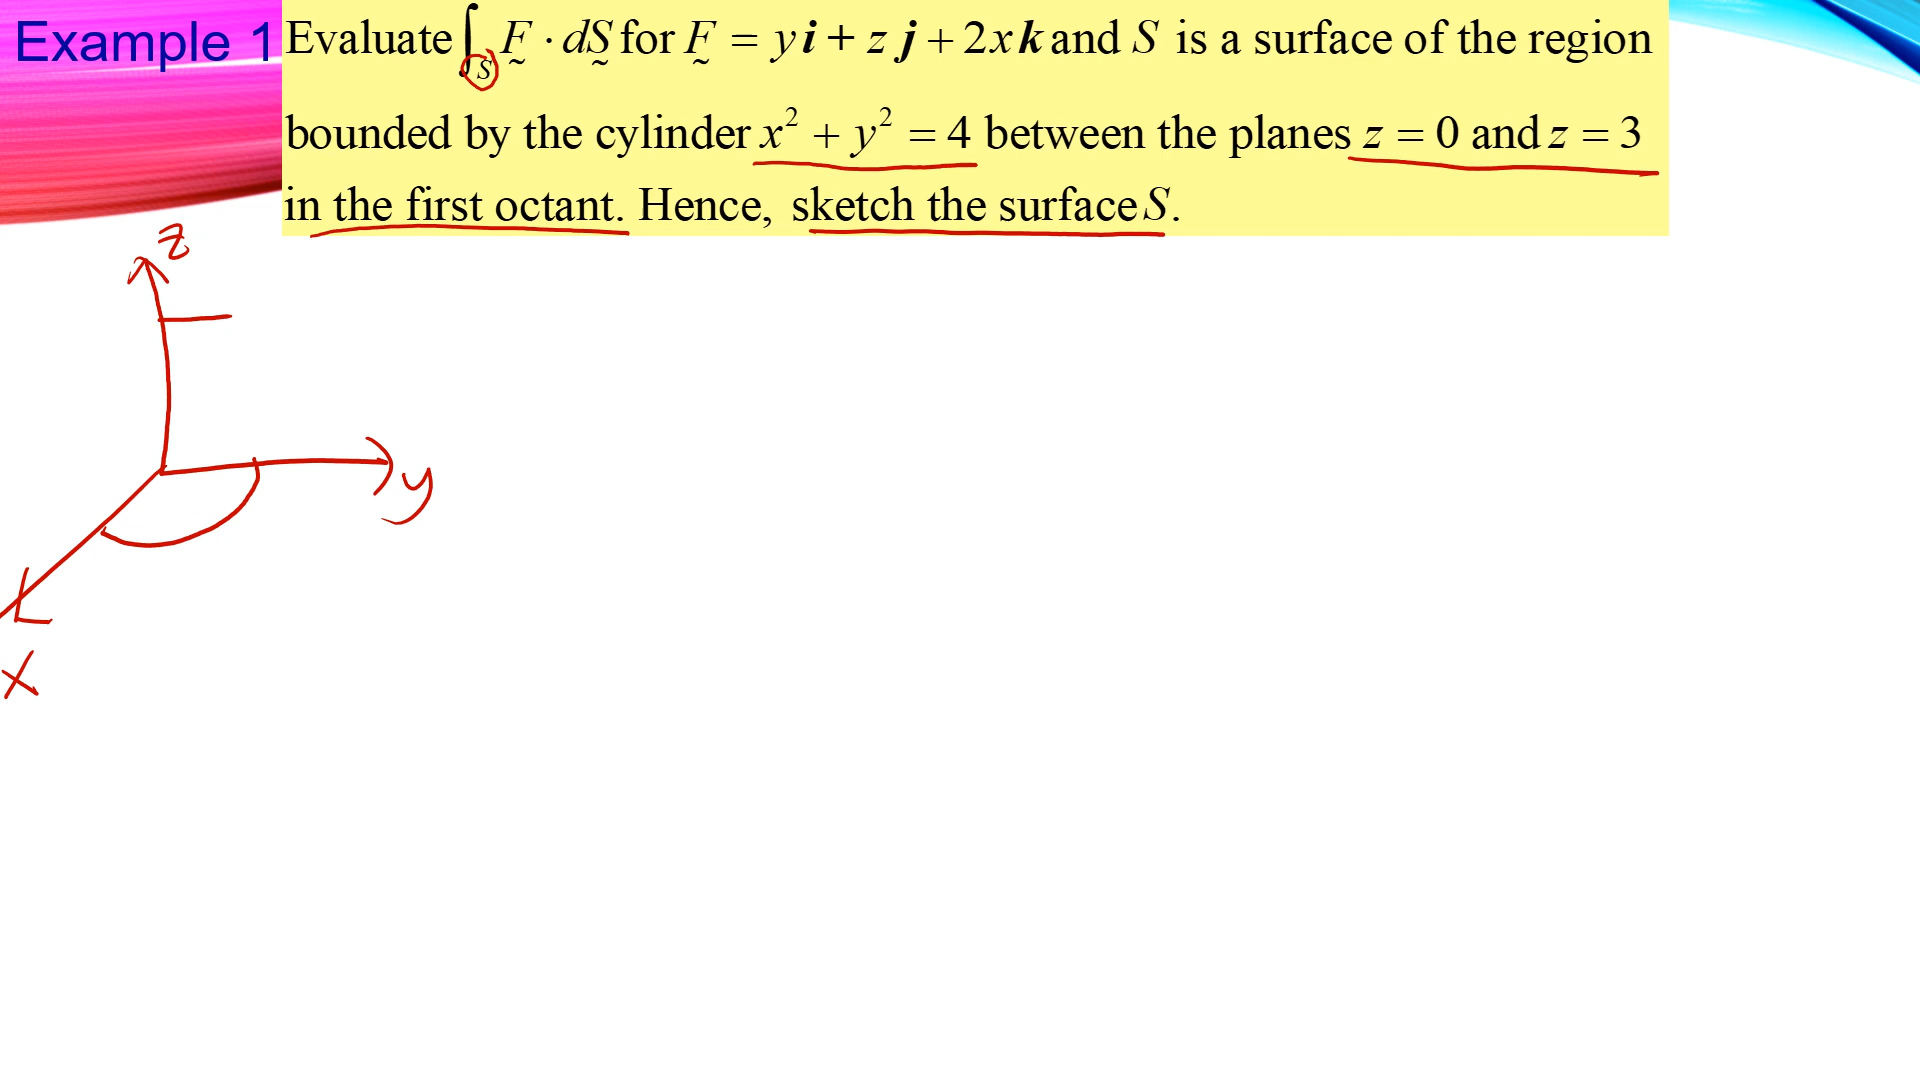 Example 1
Evaluate ∫_S F · dS for F = y i + z j + 2x k and S is a surface of the region
bounded by the cylinder x² + y² = 4 between the planes z = 0 and z = 3
in the first octant. Hence, sketch the surface S.
z
y
x